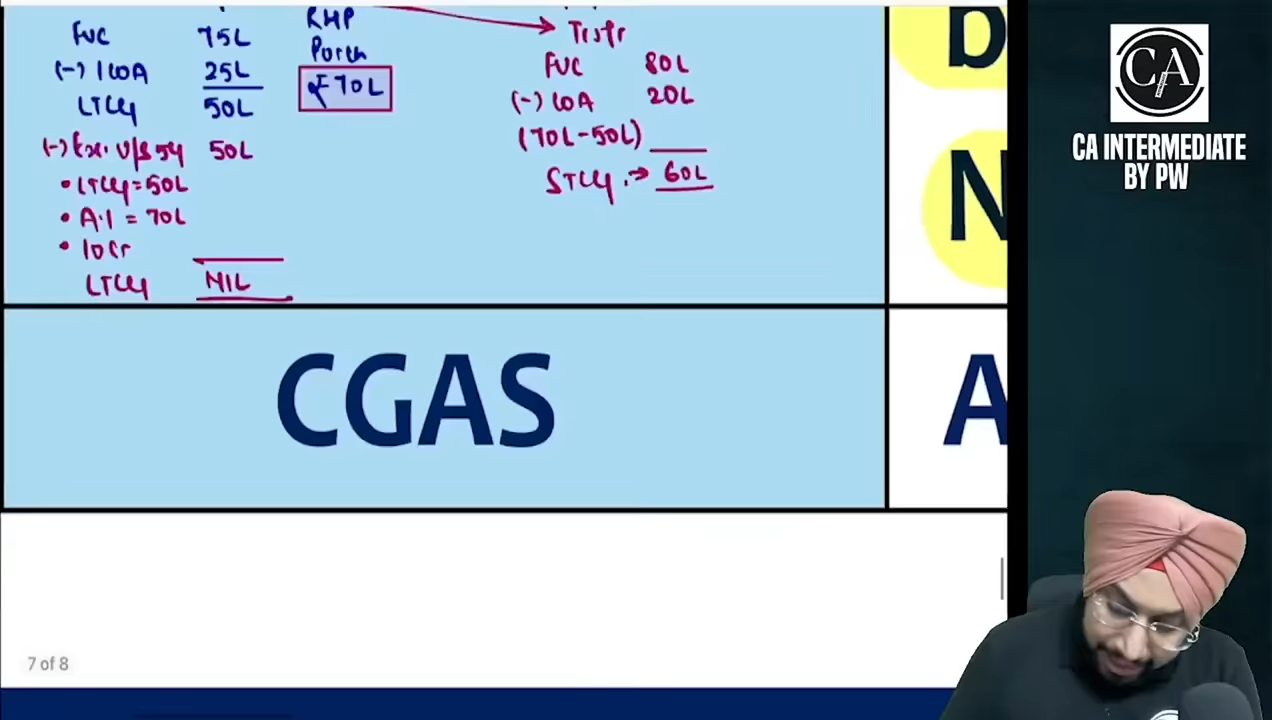 RHP
Purch
₹70L
FVC 75L
(-) ICOA 25L
LTCG 50L
(-) Ex. U/S 54 50L
• LTCG = 50L
• A.I = 70L
• 10Cr
LTCG NIL
Trsfr
FVC 80L
(-) COA 20L
(70L-50L)
STCG → 60L
b
N
CGAS
A
7 of 8
CA
CA INTERMEDIATE
BY PW